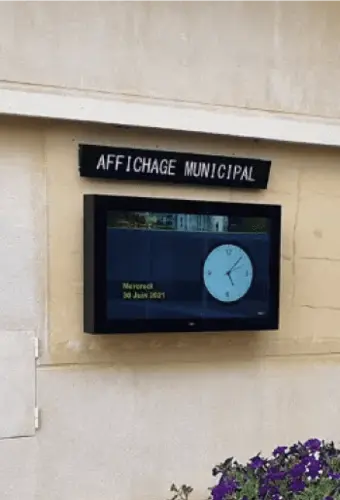 AFFICHAGE MUNICIPAL
Mercredi
30 Juin 2021